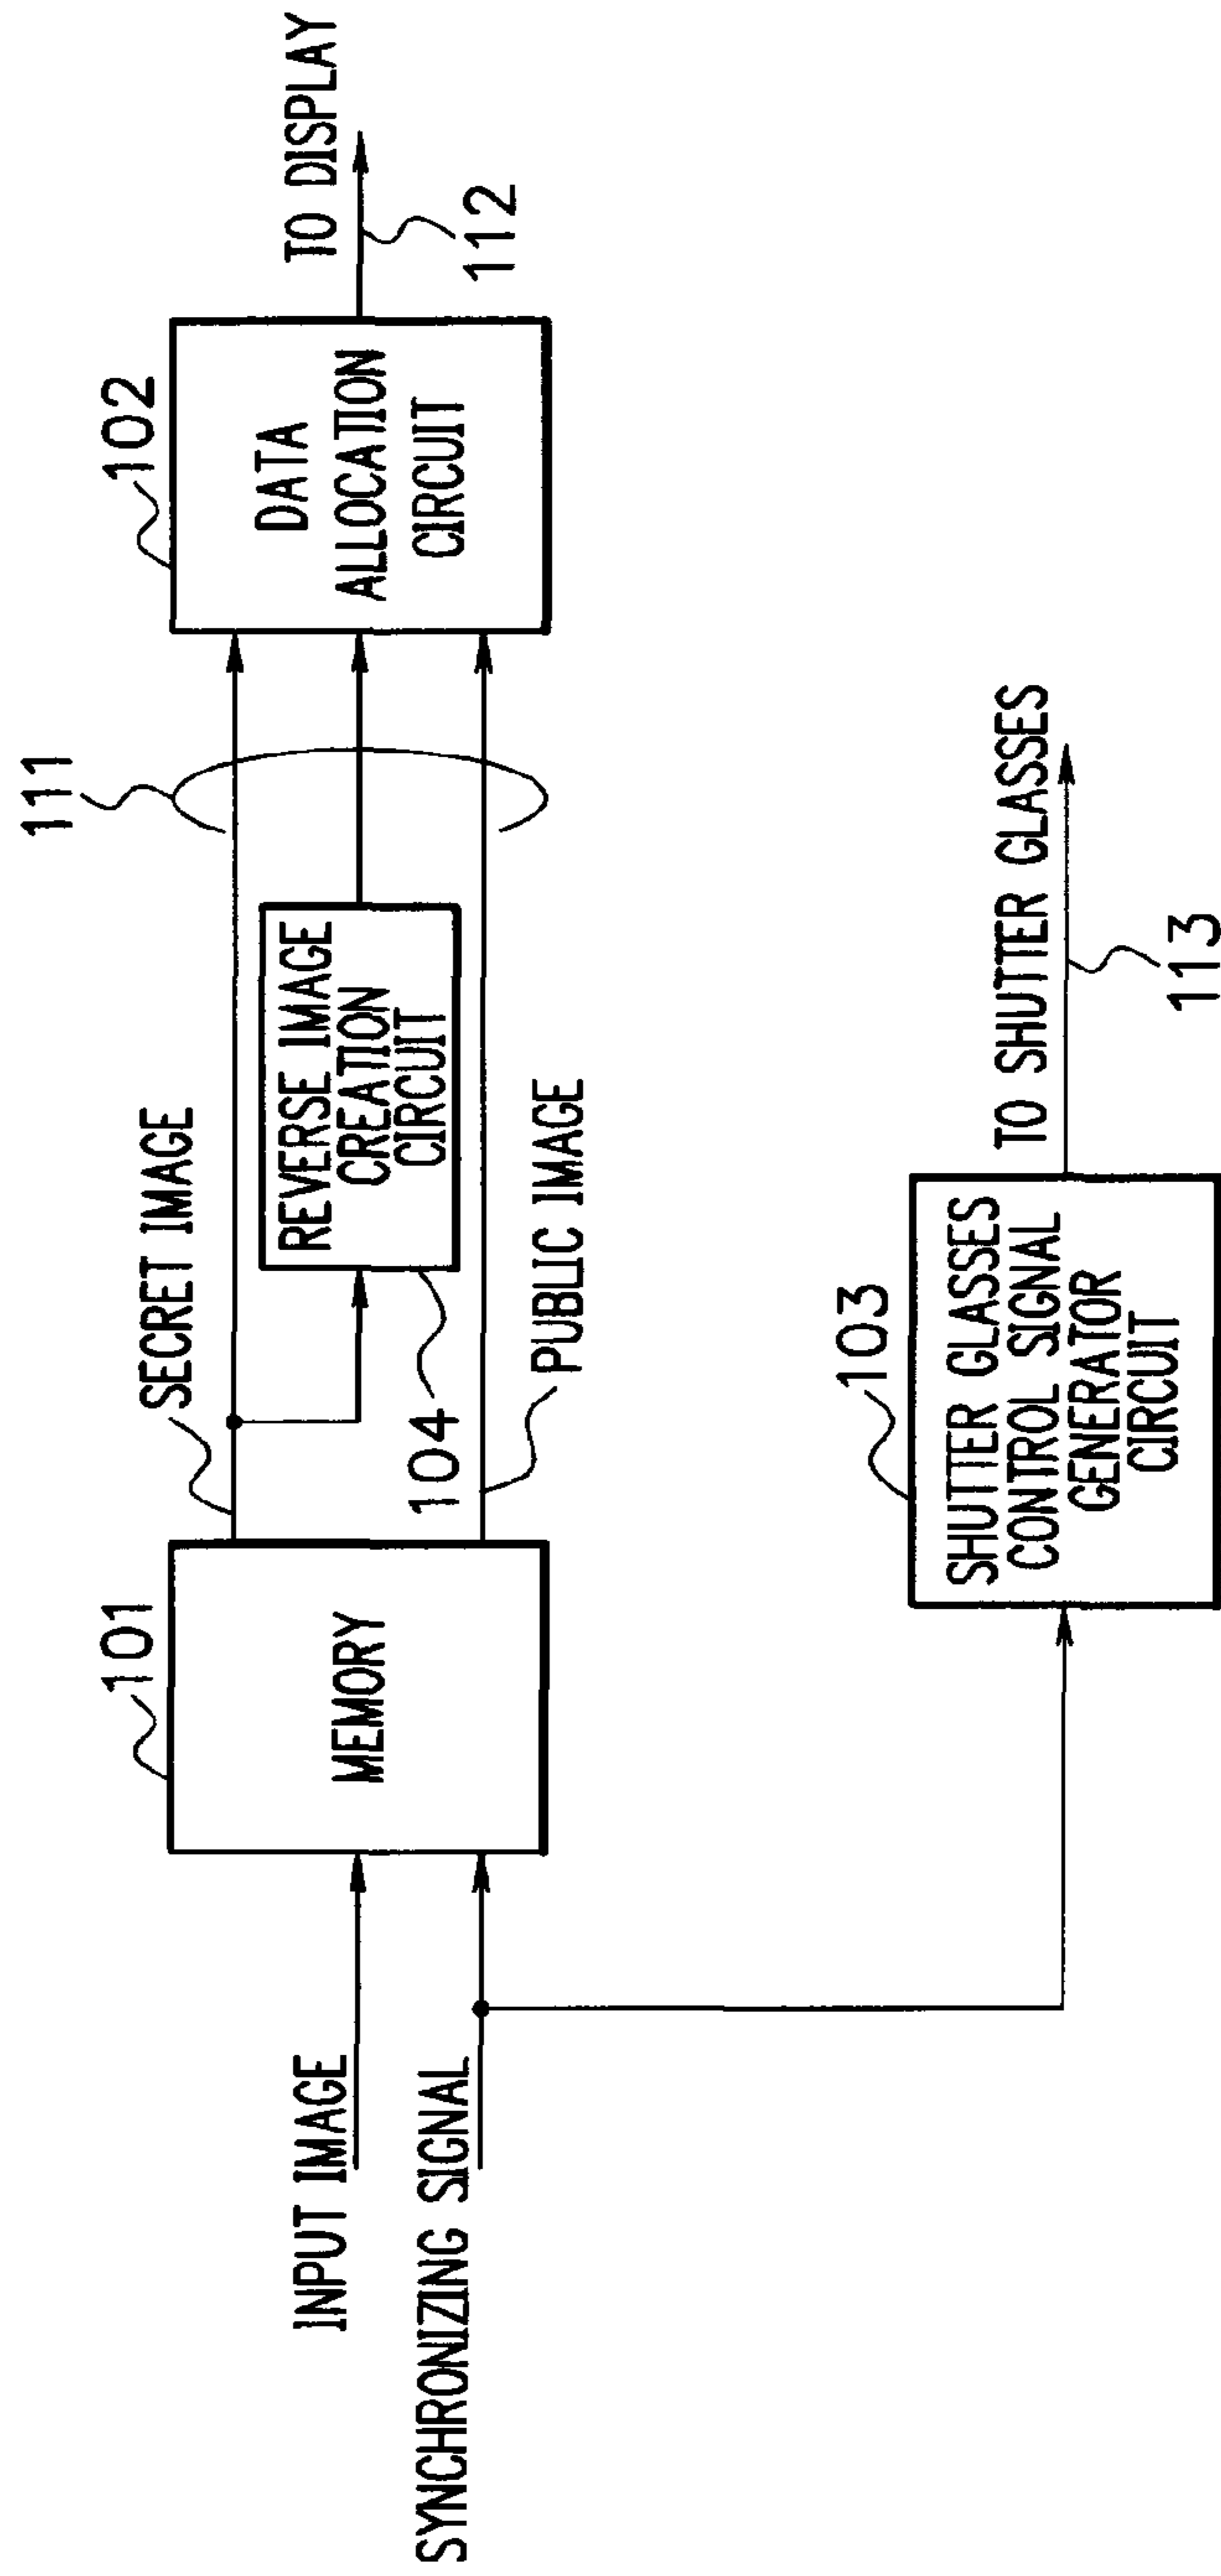 INPUT IMAGE
SYNCHRONIZING SIGNAL
101
MEMORY
SECRET IMAGE
104
REVERSE IMAGE
CREATION
CIRCUIT
PUBLIC IMAGE
111
102
DATA
ALLOCATION
CIRCUIT
TO DISPLAY
112
103
SHUTTER GLASSES
CONTROL SIGNAL
GENERATOR
CIRCUIT
TO SHUTTER GLASSES
113